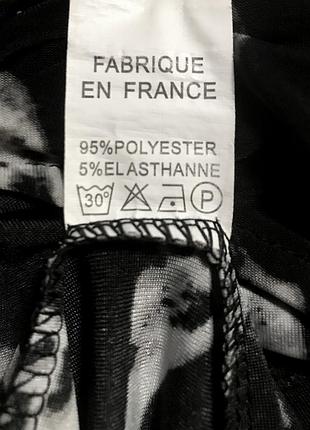 FABRIQUE
EN FRANCE
95%POLYESTER
5%ELASTHANNE
30° P